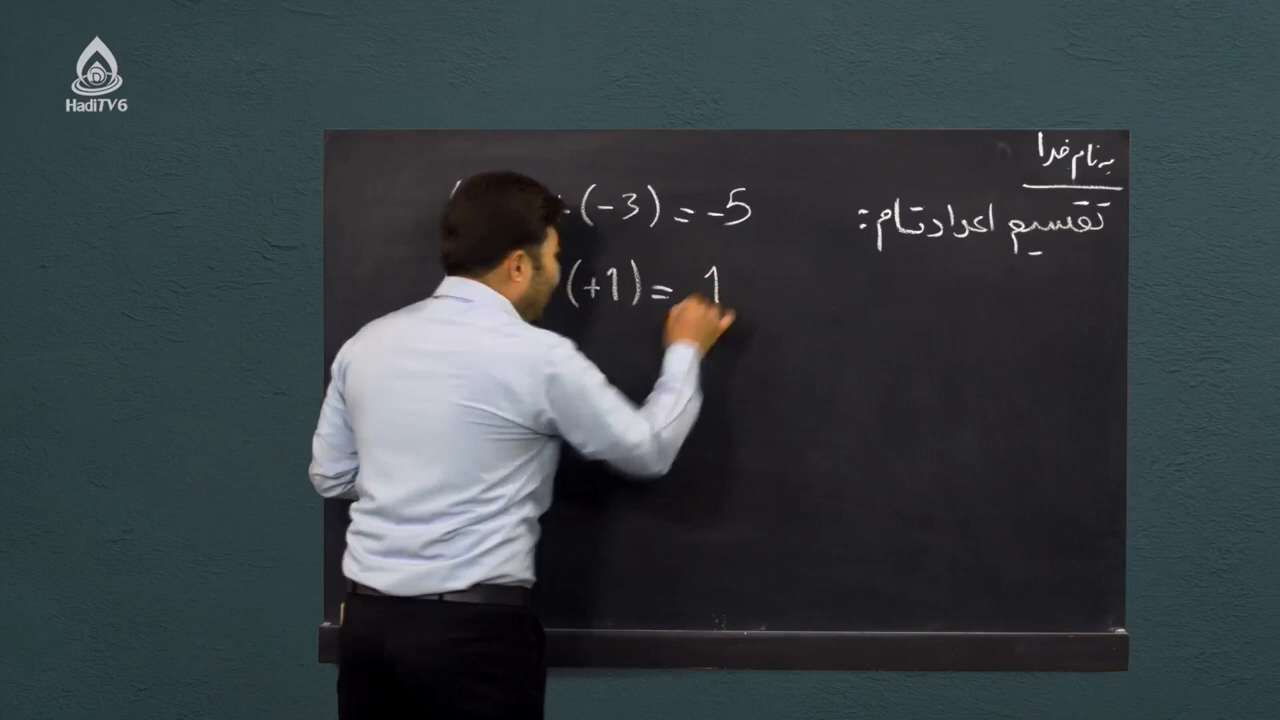 HadiTV6
به نام خدا
تقسیم اعداد تام:
(-3) = -5
(+1) = 1